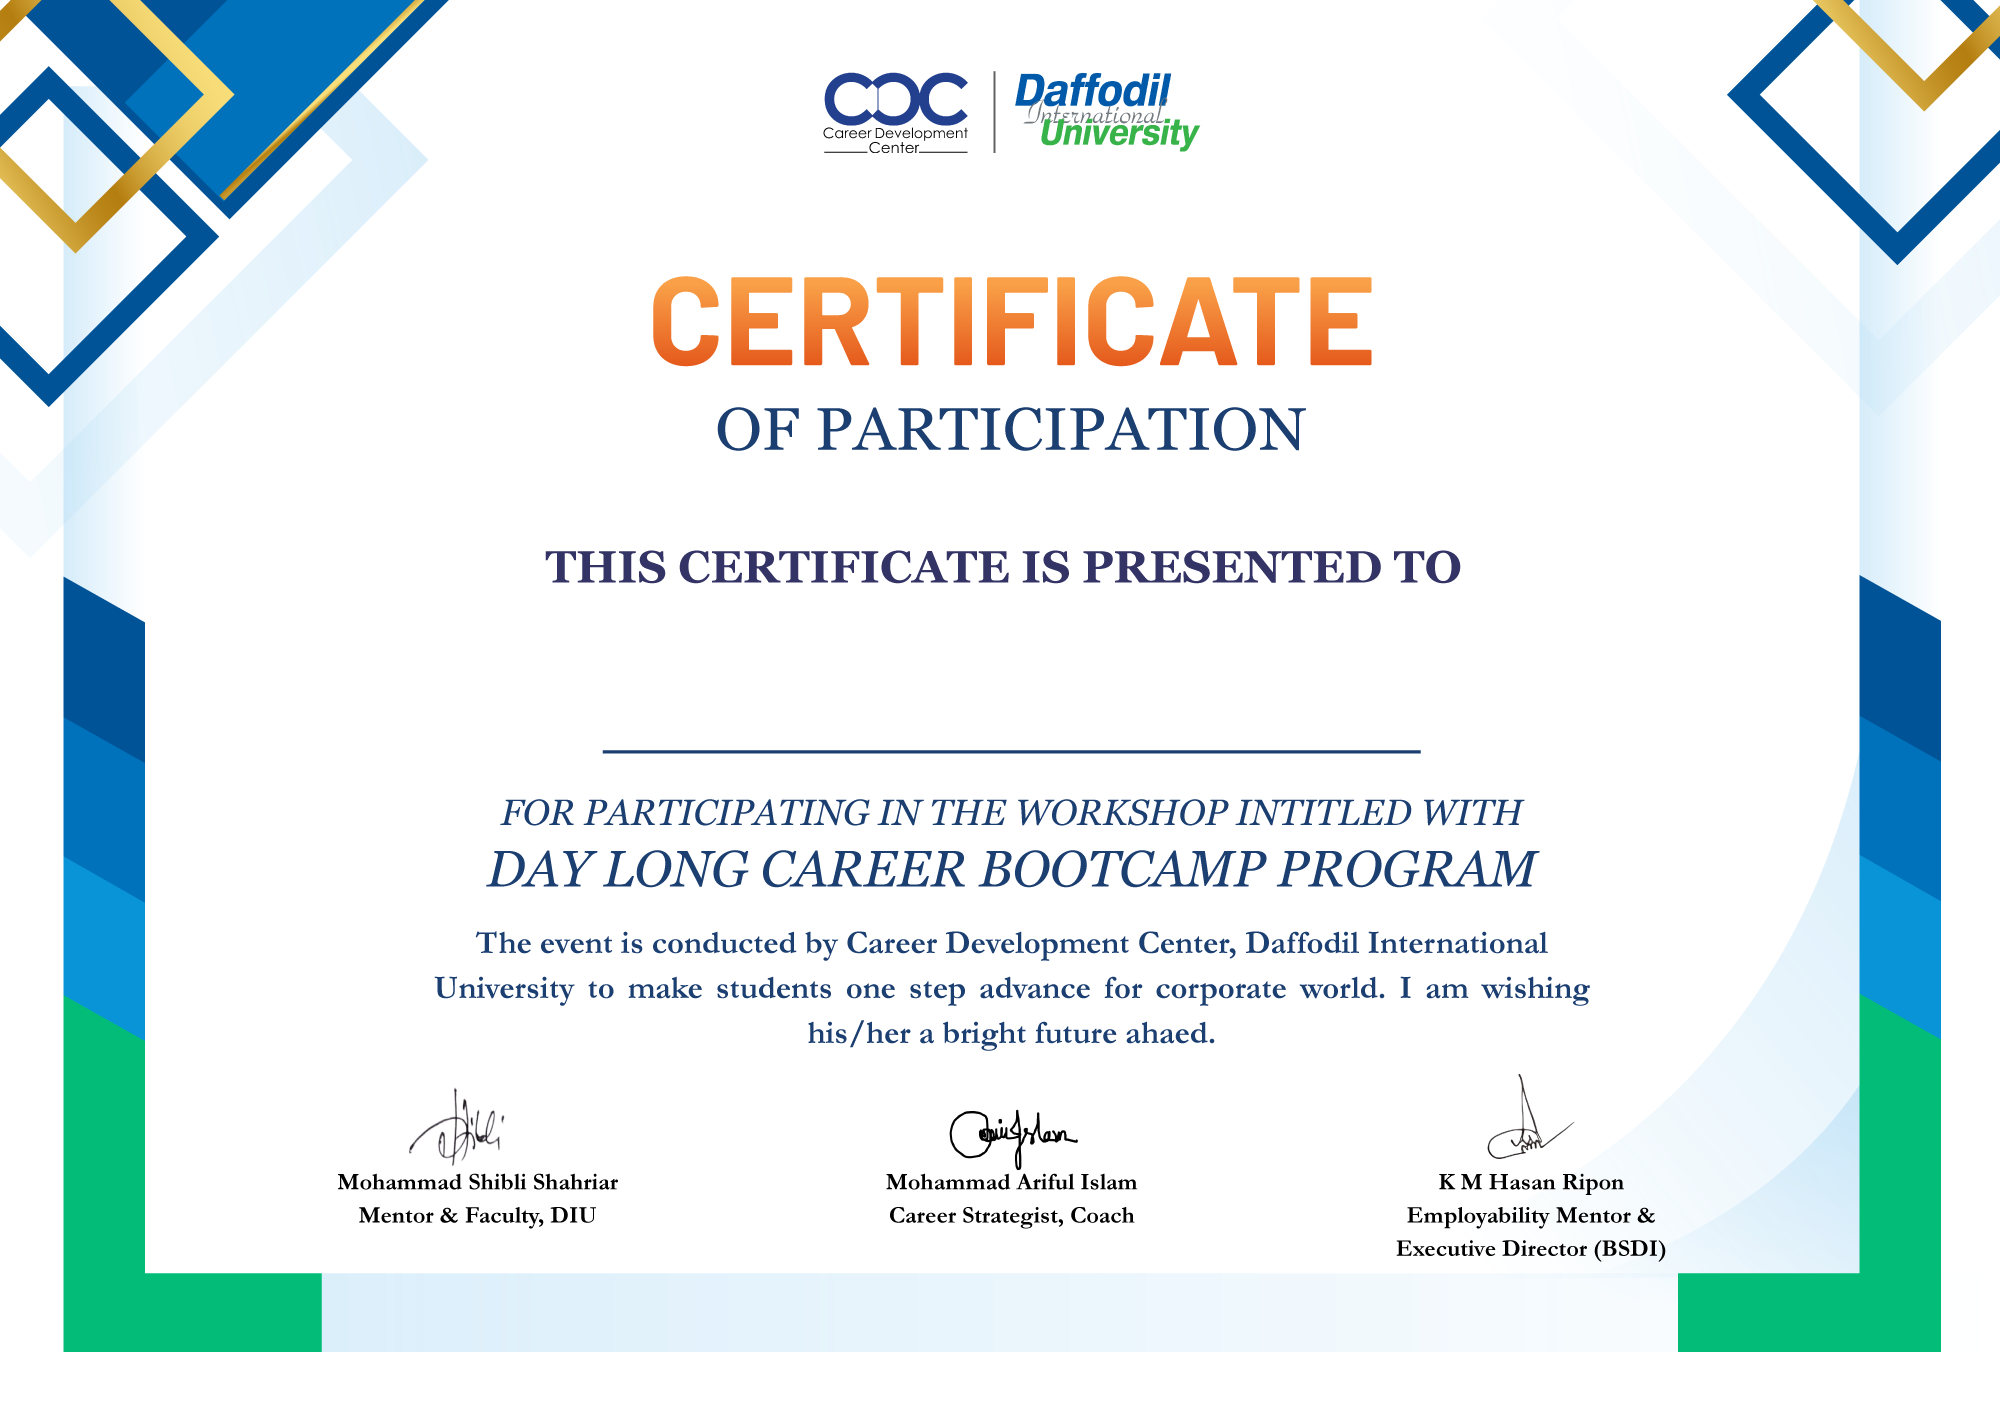 CDC
Career Development
Center
Daffodil
International
University
CERTIFICATE
OF PARTICIPATION
THIS CERTIFICATE IS PRESENTED TO
FOR PARTICIPATING IN THE WORKSHOP INTITLED WITH
DAY LONG CAREER BOOTCAMP PROGRAM
The event is conducted by Career Development Center, Daffodil International
University to make students one step advance for corporate world. I am wishing
his/her a bright future ahaed.
Mohammad Shibli Shahriar
Mentor & Faculty, DIU
Mohammad Ariful Islam
Career Strategist, Coach
K M Hasan Ripon
Employability Mentor &
Executive Director (BSDI)